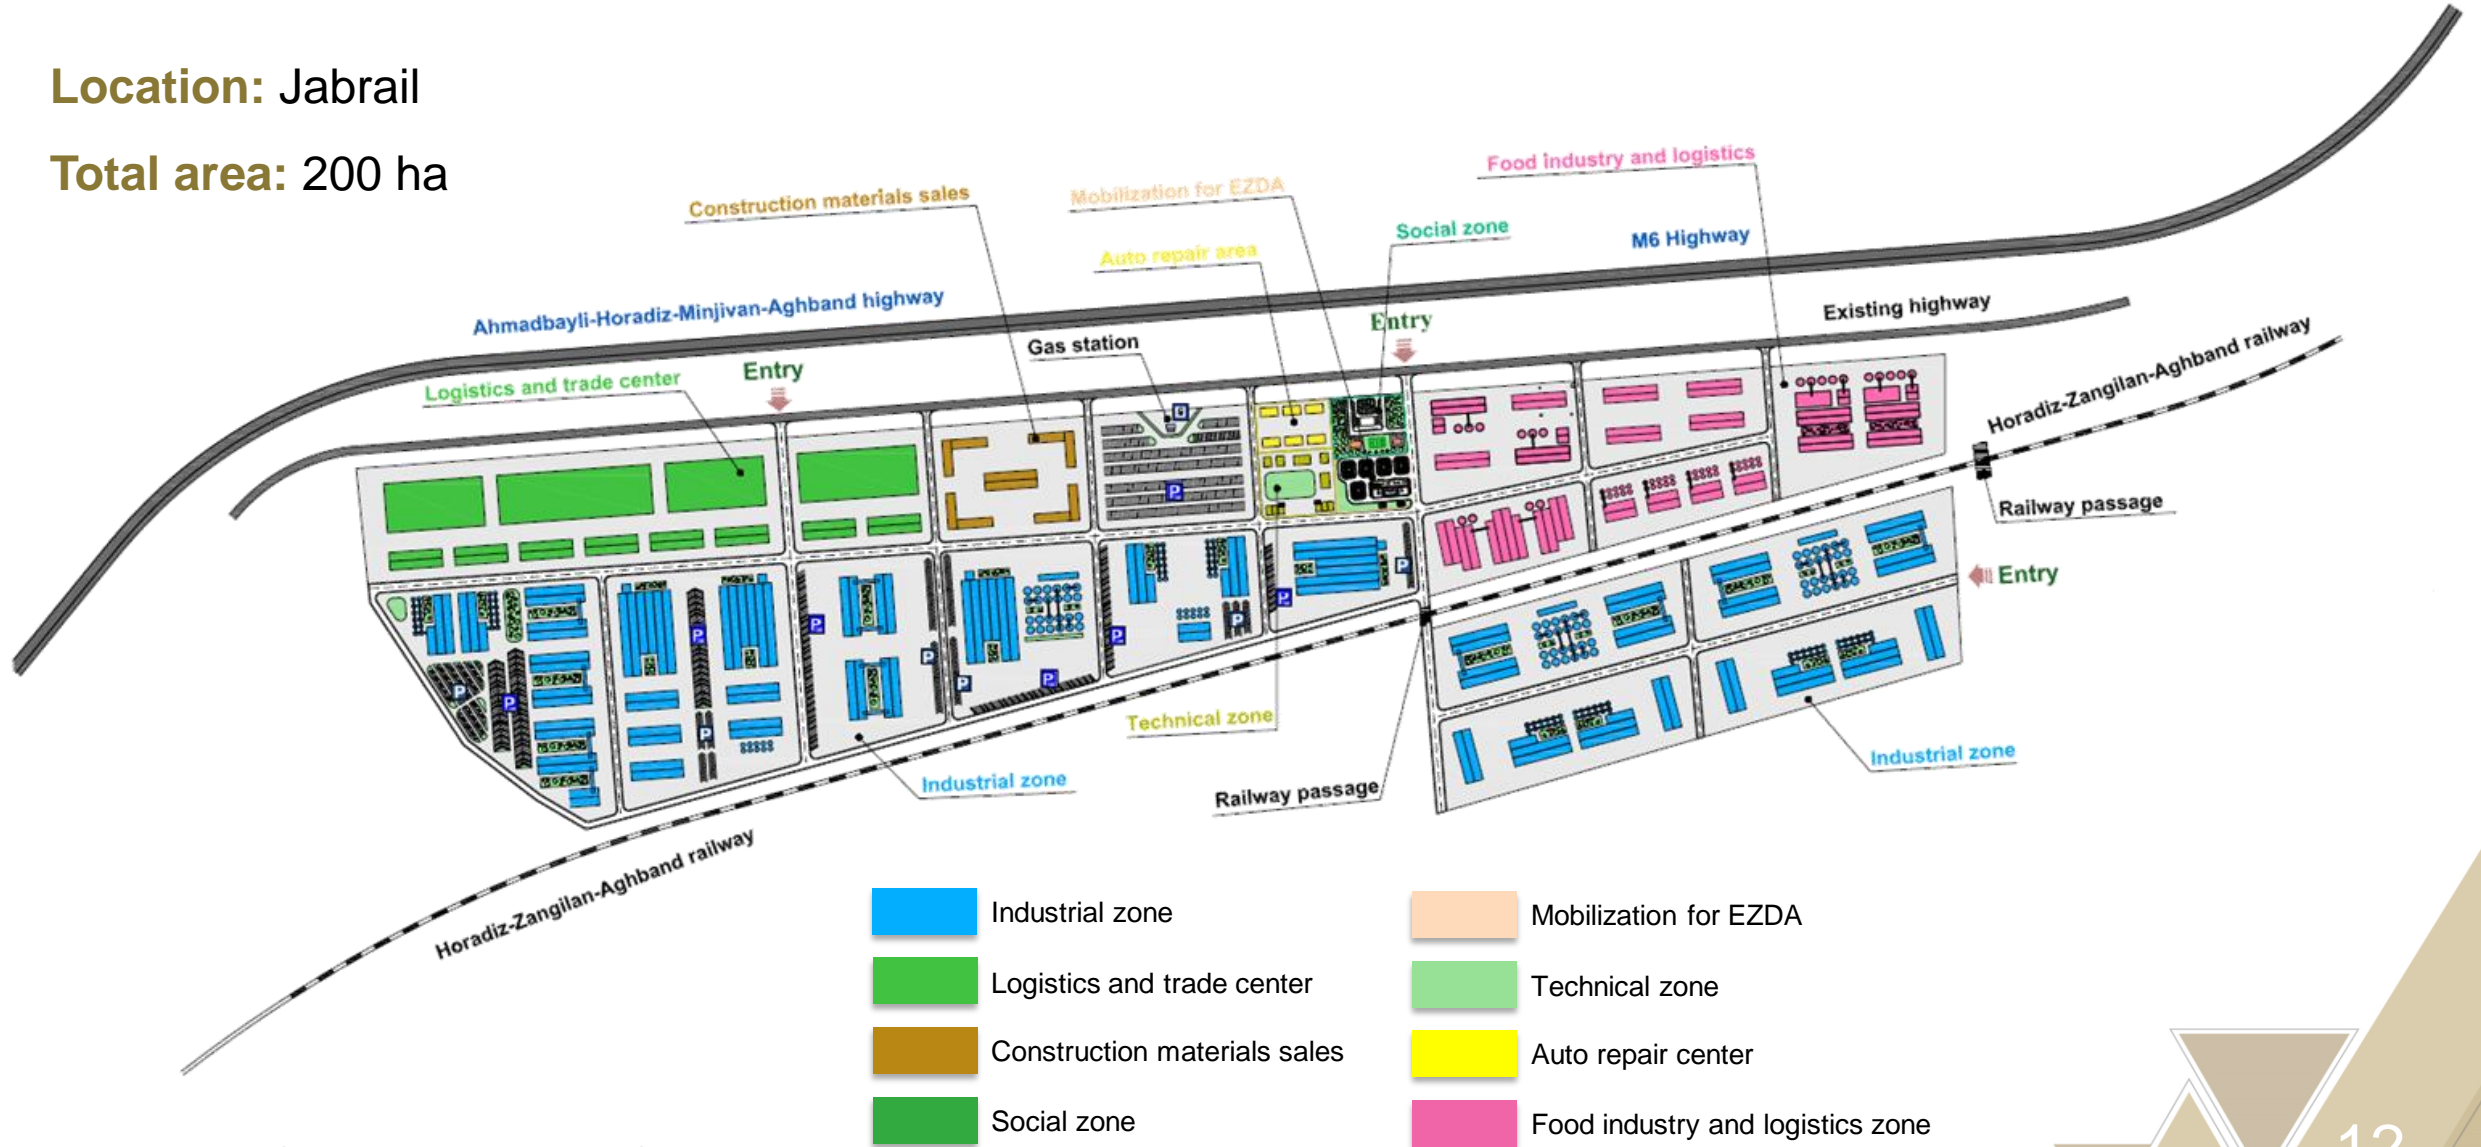 Location: Jabrail
Total area: 200 ha
Food industry and logistics
Construction materials sales
Mobilization for EZDA
Social zone
M6 Highway
Auto repair area
Ahmadbayli-Horadiz-Minjivan-Aghband highway
Existing highway
Entry
Gas station
Horadiz-Zangilan-Aghband railway
Logistics and trade center
Entry
P
Railway passage
Entry
P
P
P
P
P
P
P
P
P
P
P
P
P
Technical zone
Industrial zone
Industrial zone
Railway passage
Horadiz-Zangilan-Aghband railway
Industrial zone
Mobilization for EZDA
Logistics and trade center
Technical zone
Construction materials sales
Auto repair center
Social zone
Food industry and logistics zone
12